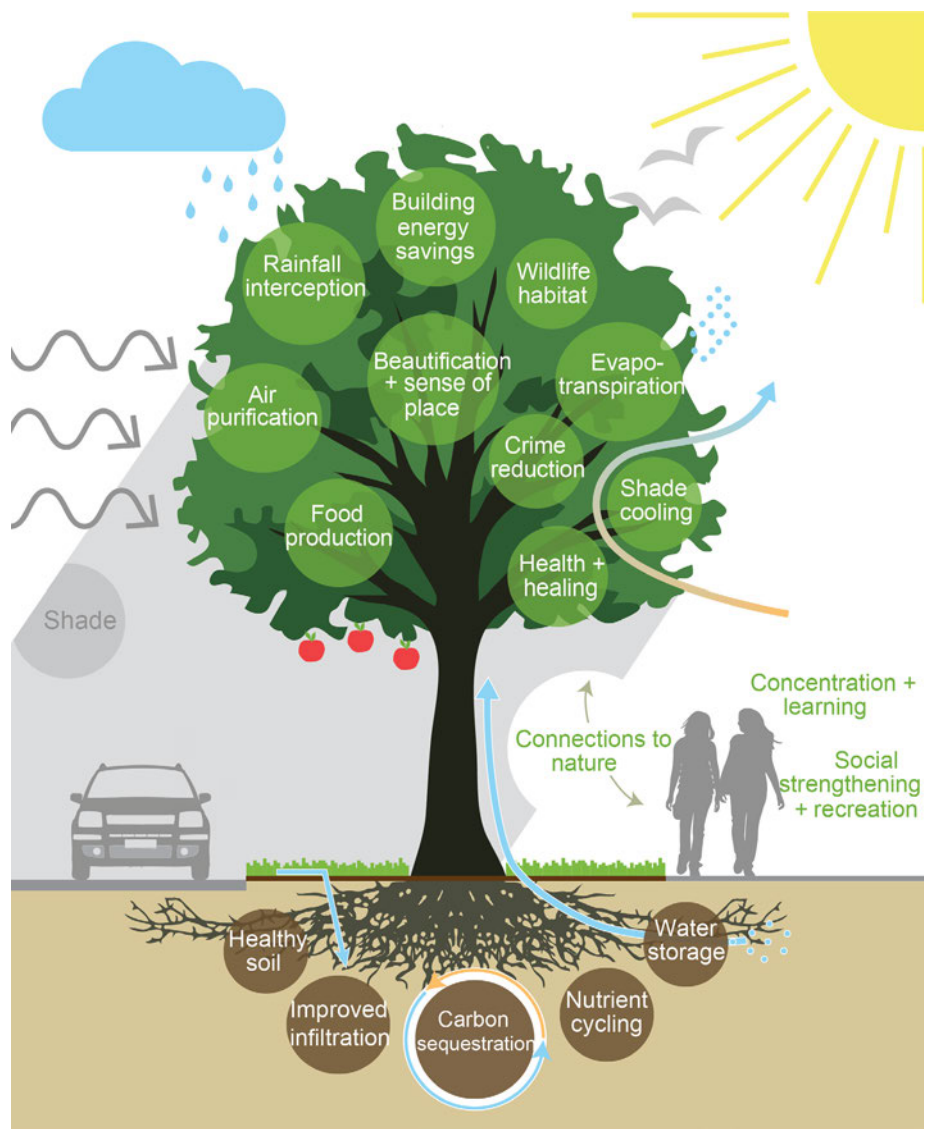 Building
energy
savings
Rainfall
interception
Wildlife
habitat
Beautification
+ sense of
place
Evapo-
transpiration
Air
purification
Crime
reduction
Shade
cooling
Food
production
Health +
healing
Shade
Concentration +
learning
Connections to
nature
Social
strengthening
+ recreation
Healthy
soil
Water
storage
Improved
infiltration
Carbon
sequestration
Nutrient
cycling